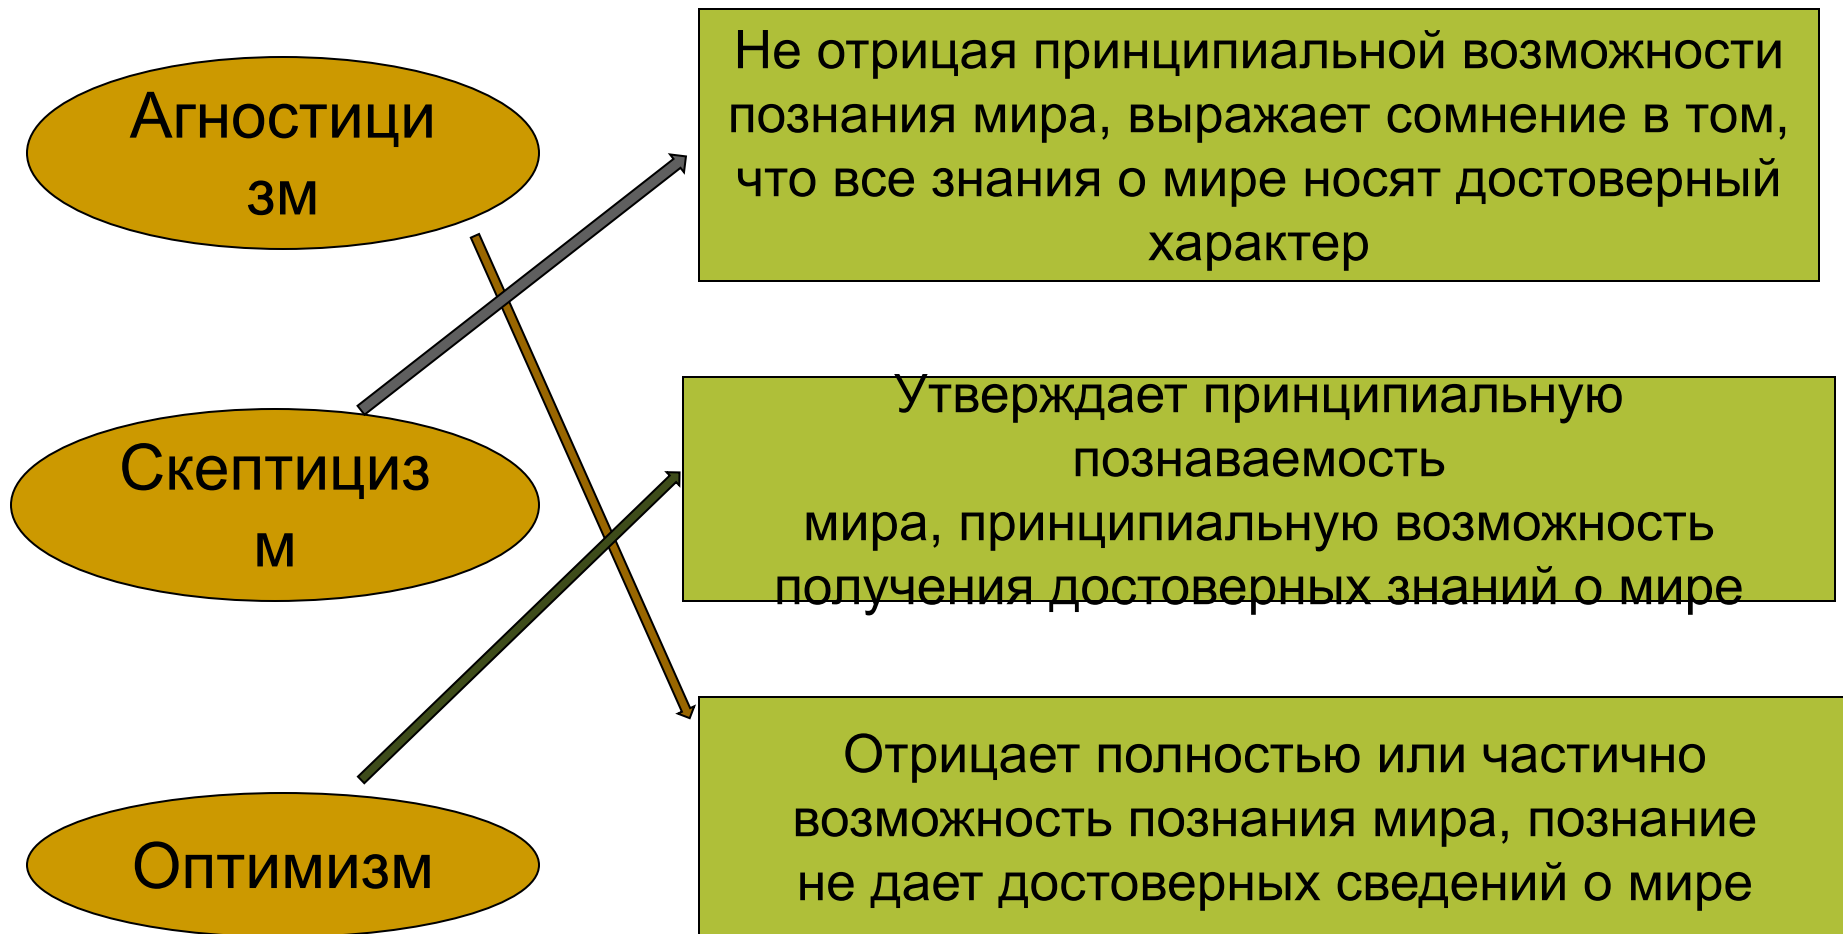 Агностици
зм
Не отрицая принципиальной возможности
познания мира, выражает сомнение в том,
что все знания о мире носят достоверный
характер
Скептициз
м
Утверждает принципиальную
познаваемость
мира, принципиальную возможность
получения достоверных знаний о мире
Оптимизм
Отрицает полностью или частично
возможность познания мира, познание
не дает достоверных сведений о мире